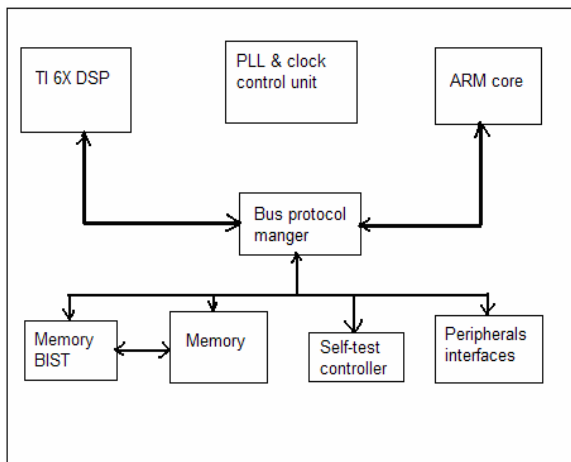 TI 6X DSP
PLL & clock
control unit
ARM core
Bus protocol
manger
Memory
BIST
Memory
Self-test
controller
Peripherals
interfaces